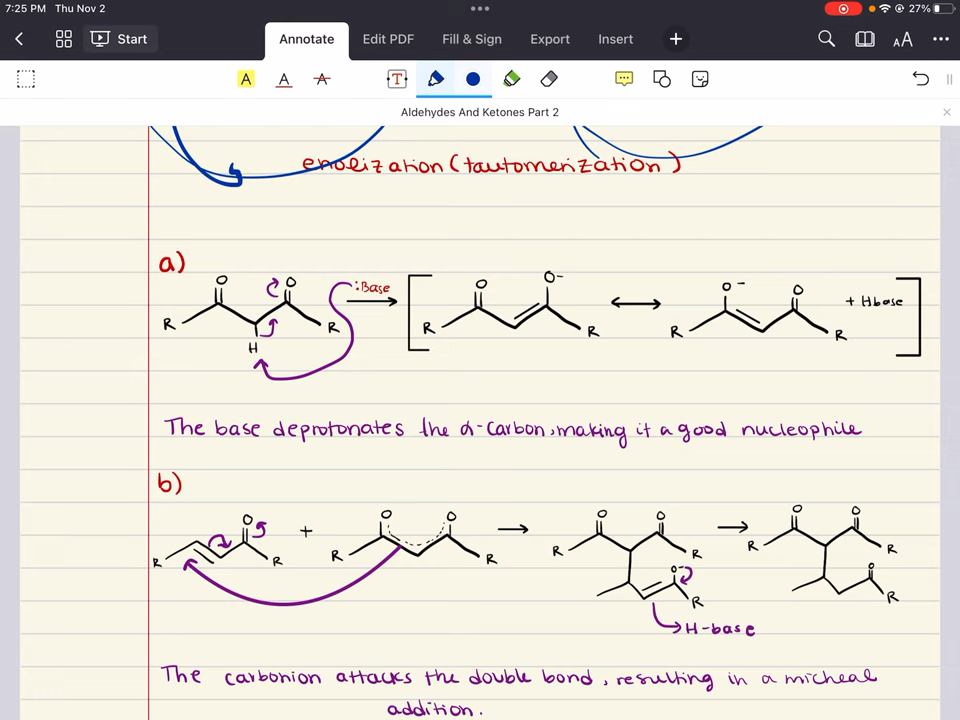 7:25 PM Thu Nov 2
27%
Start
Annotate
Edit PDF
Fill & Sign
Export
Insert
AA
A A A T
Aldehydes And Ketones Part 2
enolization (tautomerization)
a)
O O :Base O O- O- O + Hbase
R R R R R R
H
The base deprotonates the α-Carbon, making it a good nucleophile
b)
O + O O O O O O
R R R R R R R R
O- O
R R
H-base
The carbonion attacks the double bond, resulting in a micheal
addition.